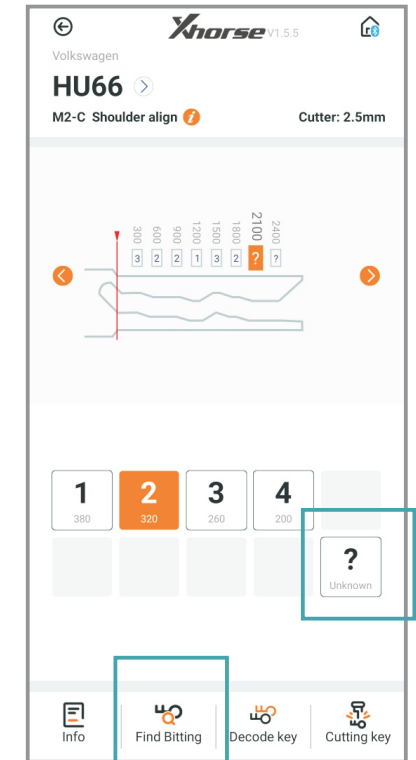 Xhorse V1.5.5
Volkswagen
HU66
M2-C Shoulder align i Cutter: 2.5mm
300 600 900 1200 1500 1800 2100 2400
3 2 2 1 3 2 ? ?
1 2 3 4
380 320 260 200
?
Unknown
Info Find Bitting Decode key Cutting key